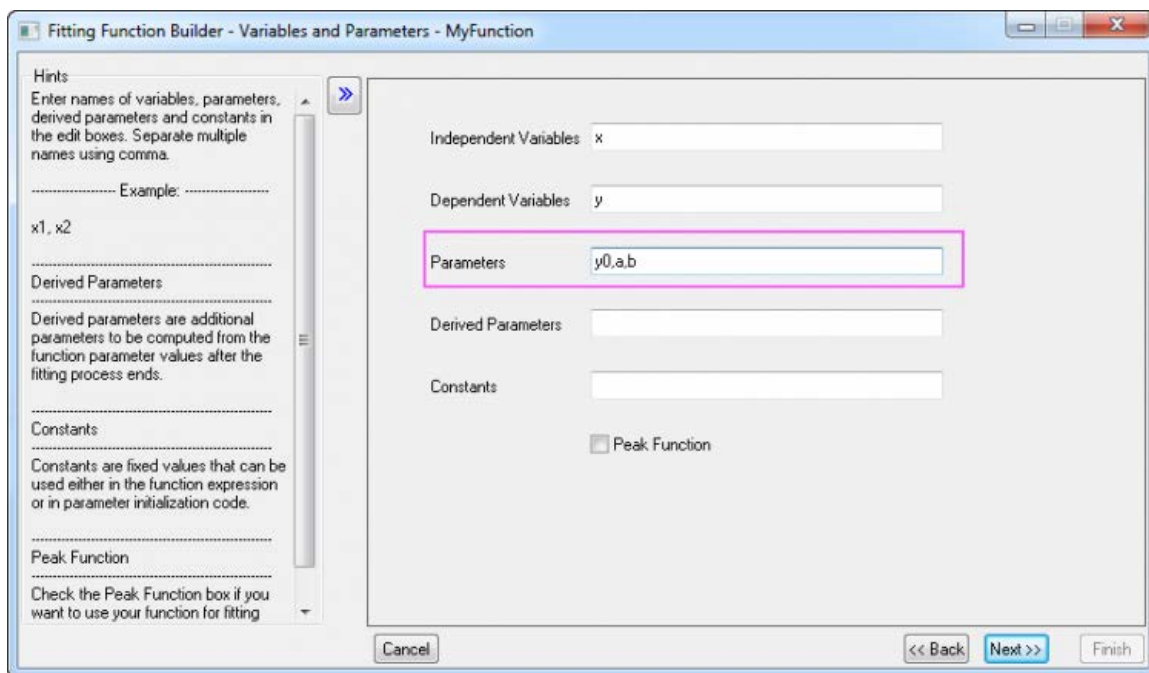 Fitting Function Builder - Variables and Parameters - MyFunction
Hints
Enter names of variables, parameters,
derived parameters and constants in
the edit boxes. Separate multiple
names using comma.
-------------------- Example: --------------------
x1, x2
Derived Parameters
Derived parameters are additional
parameters to be computed from the
function parameter values after the
fitting process ends.
Constants
Constants are fixed values that can be
used either in the function expression
or in parameter initialization code.
Peak Function
Check the Peak Function box if you
want to use your function for fitting
Independent Variables x
Dependent Variables y
Parameters y0,a,b
Derived Parameters
Constants
Peak Function
Cancel
<< Back
Next >>
Finish